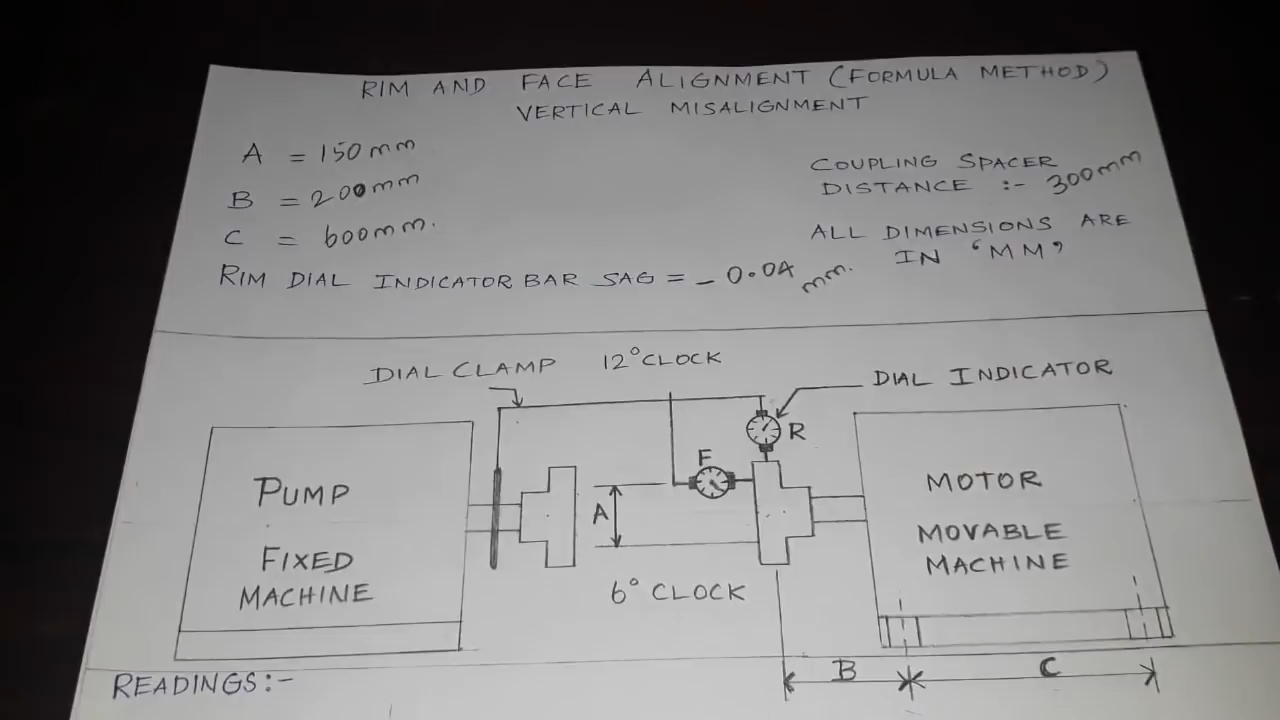 RIM AND FACE ALIGNMENT (FORMULA METHOD)
VERTICAL MISALIGNMENT
A = 150mm
B = 200mm
C = 600mm.
RIM DIAL INDICATOR BAR SAG = - 0.04 mm.
COUPLING SPACER
DISTANCE :- 300mm
ALL DIMENSIONS ARE
IN 'MM'
DIAL CLAMP
12° CLOCK
DIAL INDICATOR
R
F
A
PUMP
FIXED
MACHINE
MOTOR
MOVABLE
MACHINE
6° CLOCK
B
C
READINGS:-